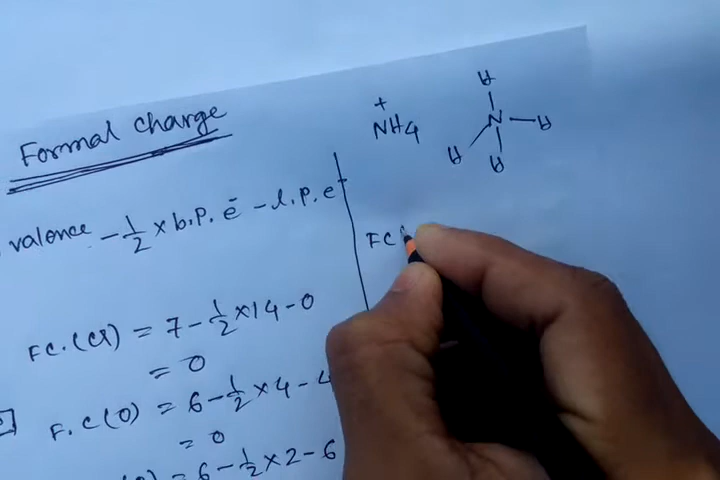 Formal charge
valence - 1/2 × b.P. ē - l.P. e
FC.(Cl) = 7 - 1/2 × 14 - 0
= 0
F.C(O) = 6 - 1/2 × 4 - 4
= 0
= 6 - 1/2 × 2 - 6
+
NH4
H
N — H
H
H
FC